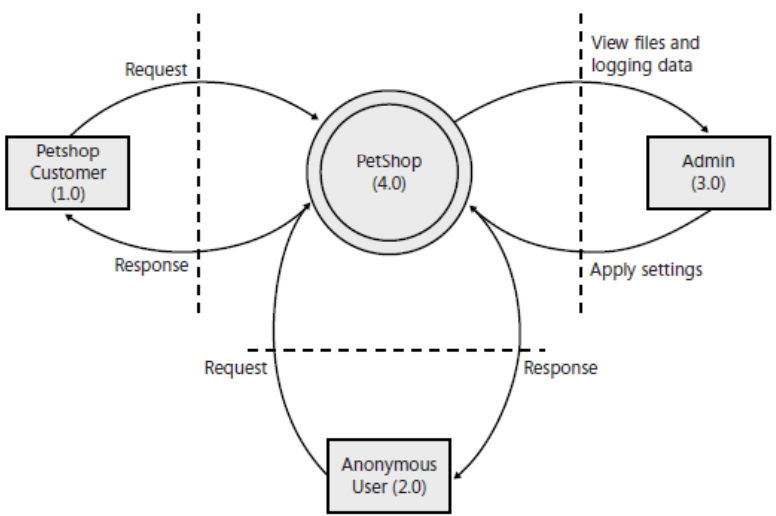 View files and
logging data
Request
Petshop
Customer
(1.0)
PetShop
(4.0)
Admin
(3.0)
Response
Apply settings
Request
Response
Anonymous
User (2.0)